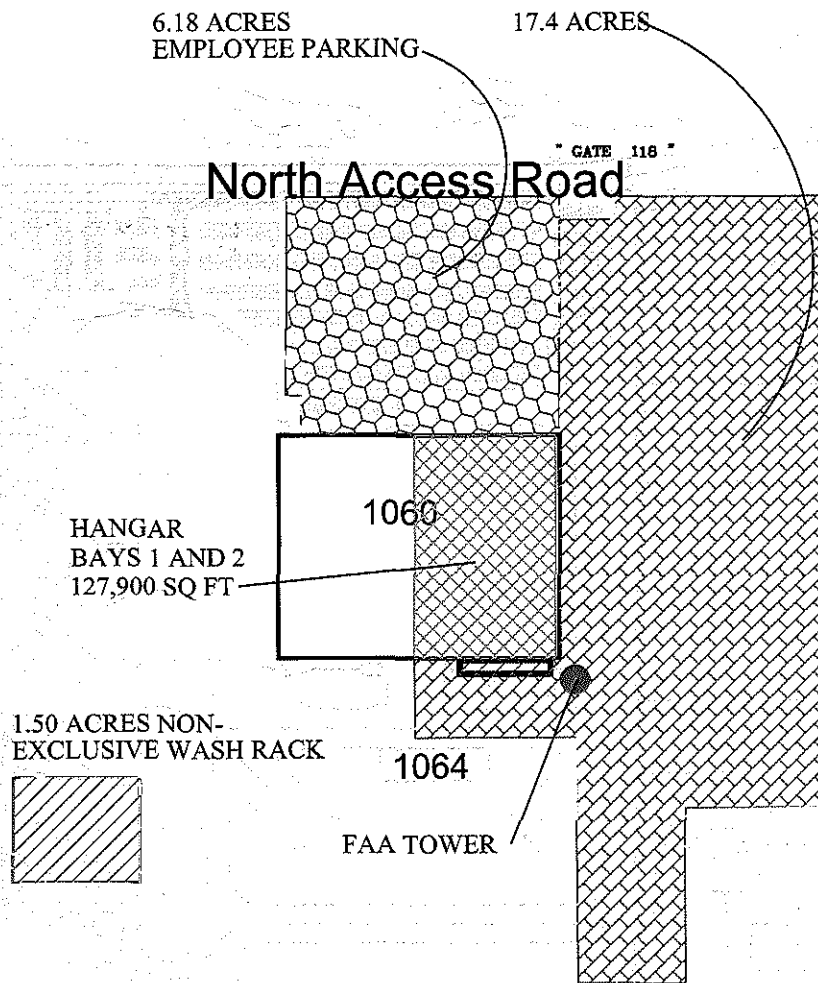 6.18 ACRES
EMPLOYEE PARKING
17.4 ACRES
" GATE 118 "
North Access Road
1060
HANGAR
BAYS 1 AND 2
127,900 SQ FT
1.50 ACRES NON-
EXCLUSIVE WASH RACK
1064
FAA TOWER